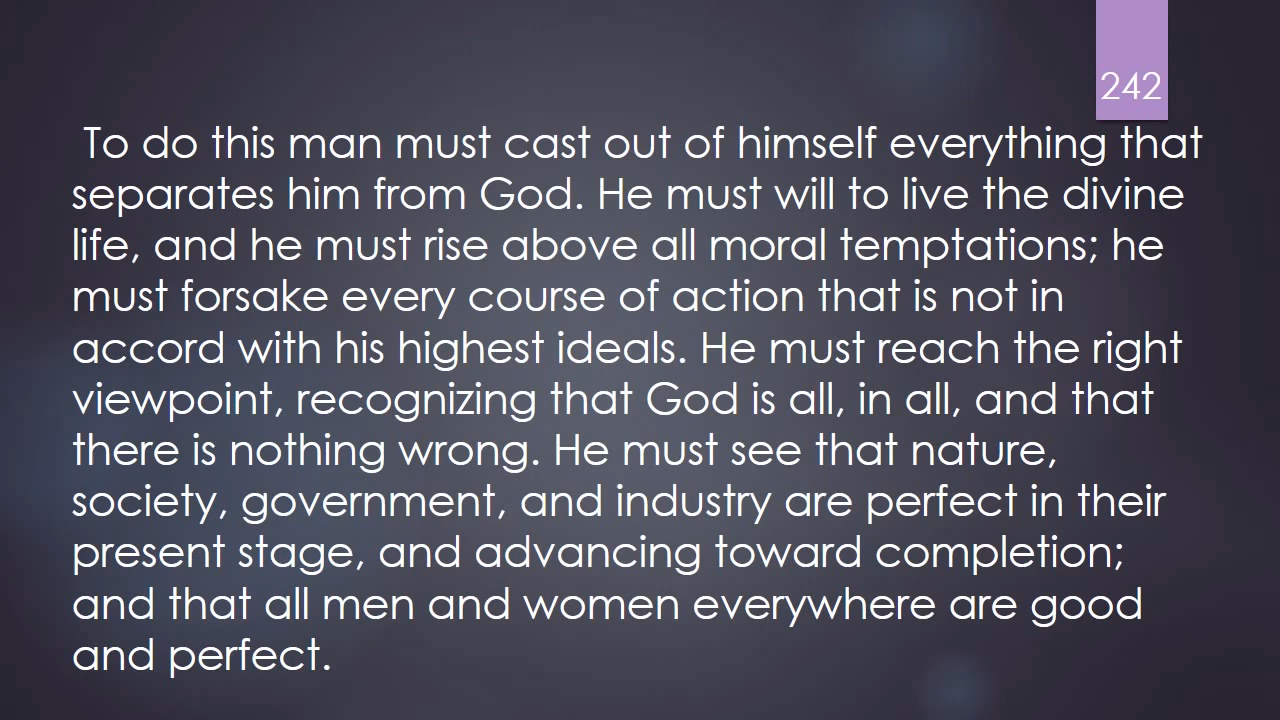 242
To do this man must cast out of himself everything that
separates him from God. He must will to live the divine
life, and he must rise above all moral temptations; he
must forsake every course of action that is not in
accord with his highest ideals. He must reach the right
viewpoint, recognizing that God is all, in all, and that
there is nothing wrong. He must see that nature,
society, government, and industry are perfect in their
present stage, and advancing toward completion;
and that all men and women everywhere are good
and perfect.